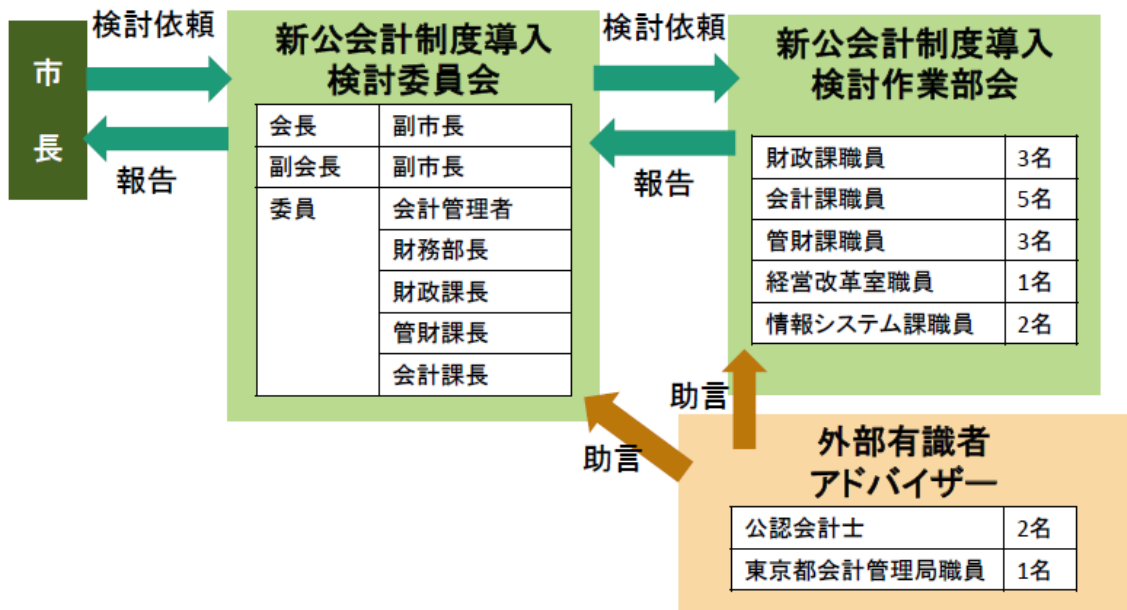 市長
検討依頼
報告
新公会計制度導入
検討委員会
会長 副市長
副会長 副市長
委員 会計管理者
財務部長
財政課長
管財課長
会計課長
検討依頼
報告
新公会計制度導入
検討作業部会
財政課職員 3名
会計課職員 5名
管財課職員 3名
経営改革室職員 1名
情報システム課職員 2名
助言
助言
外部有識者
アドバイザー
公認会計士 2名
東京都会計管理局職員 1名